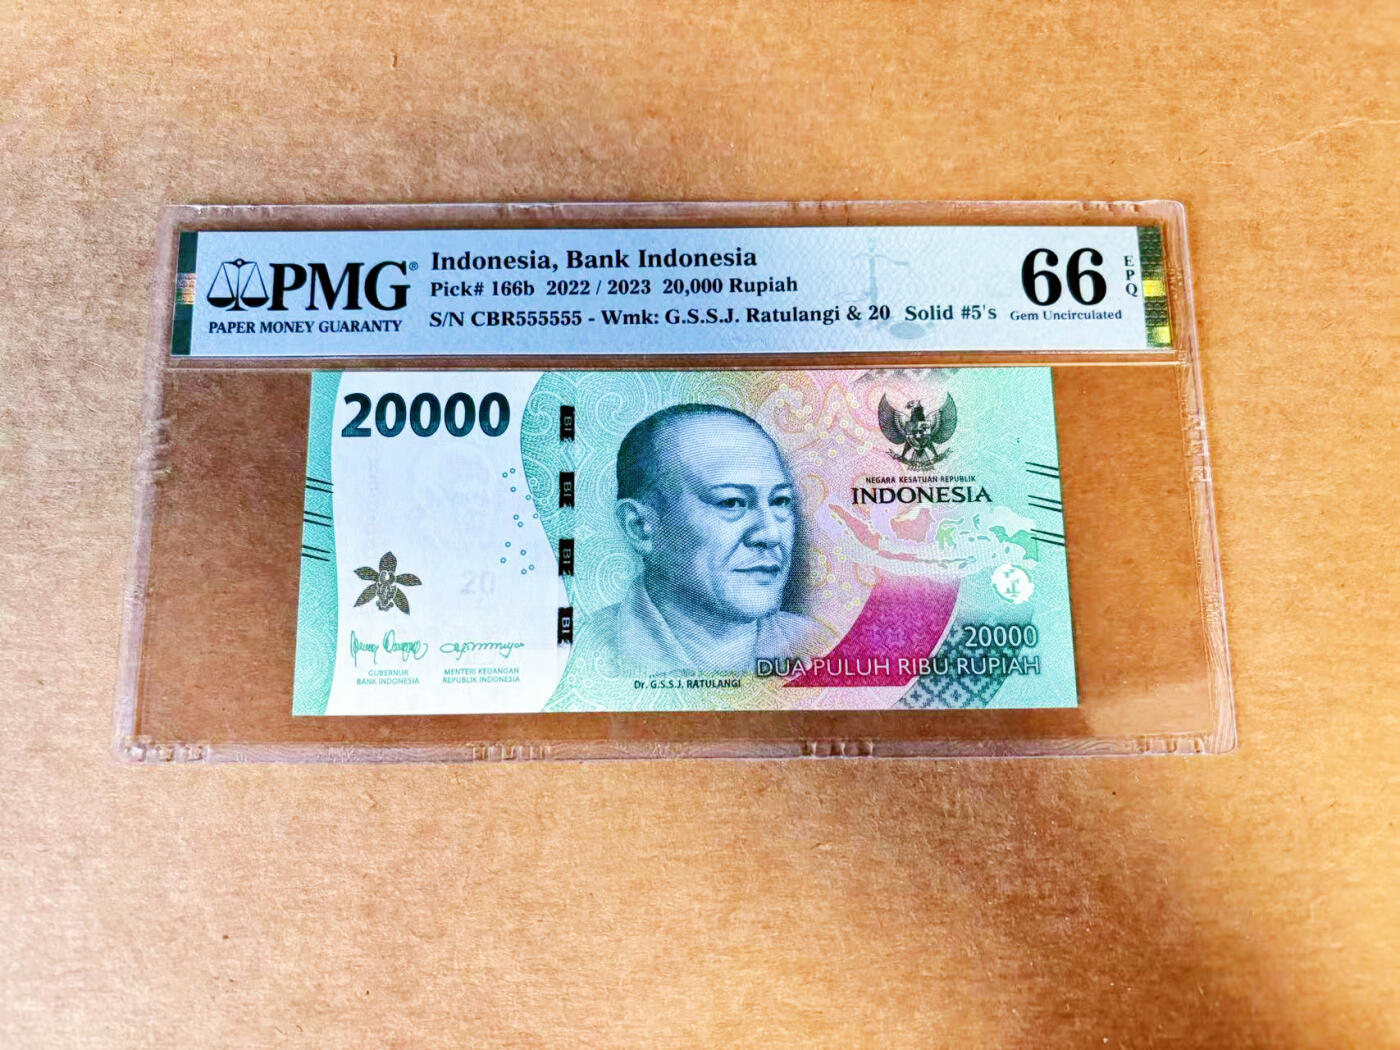 PMG®
PAPER MONEY GUARANTY
Indonesia, Bank Indonesia
Pick# 166b 2022 / 2023 20,000 Rupiah
S/N CBR555555 - Wmk: G.S.S.J. Ratulangi & 20 Solid #5's
66
EPQ
Gem Uncirculated
20000
BI
BI
BI
BI
NEGARA KESATUAN REPUBLIK
INDONESIA
20
GUBERNUR
BANK INDONESIA
MENTERI KEUANGAN
REPUBLIK INDONESIA
Dr. G.S.S.J. RATULANGI
20000
DUA PULUH RIBU RUPIAH